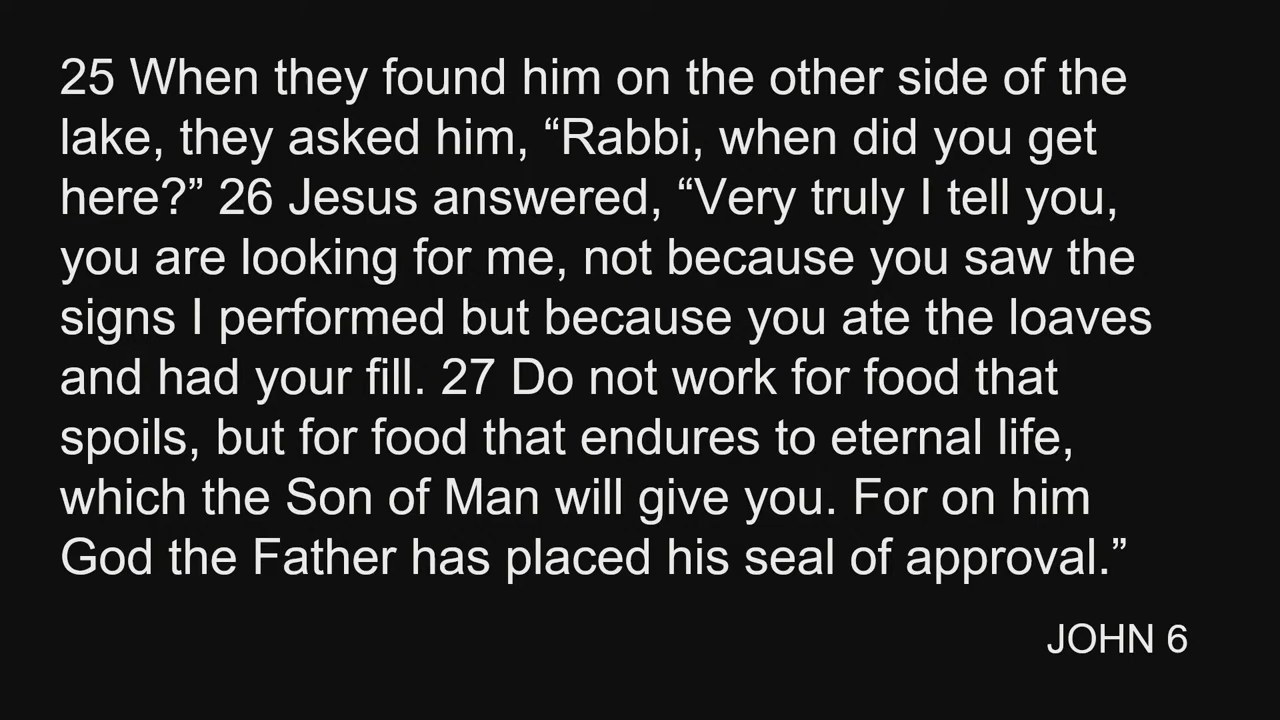 25 When they found him on the other side of the
lake, they asked him, “Rabbi, when did you get
here?” 26 Jesus answered, “Very truly I tell you,
you are looking for me, not because you saw the
signs I performed but because you ate the loaves
and had your fill. 27 Do not work for food that
spoils, but for food that endures to eternal life,
which the Son of Man will give you. For on him
God the Father has placed his seal of approval.”
JOHN 6